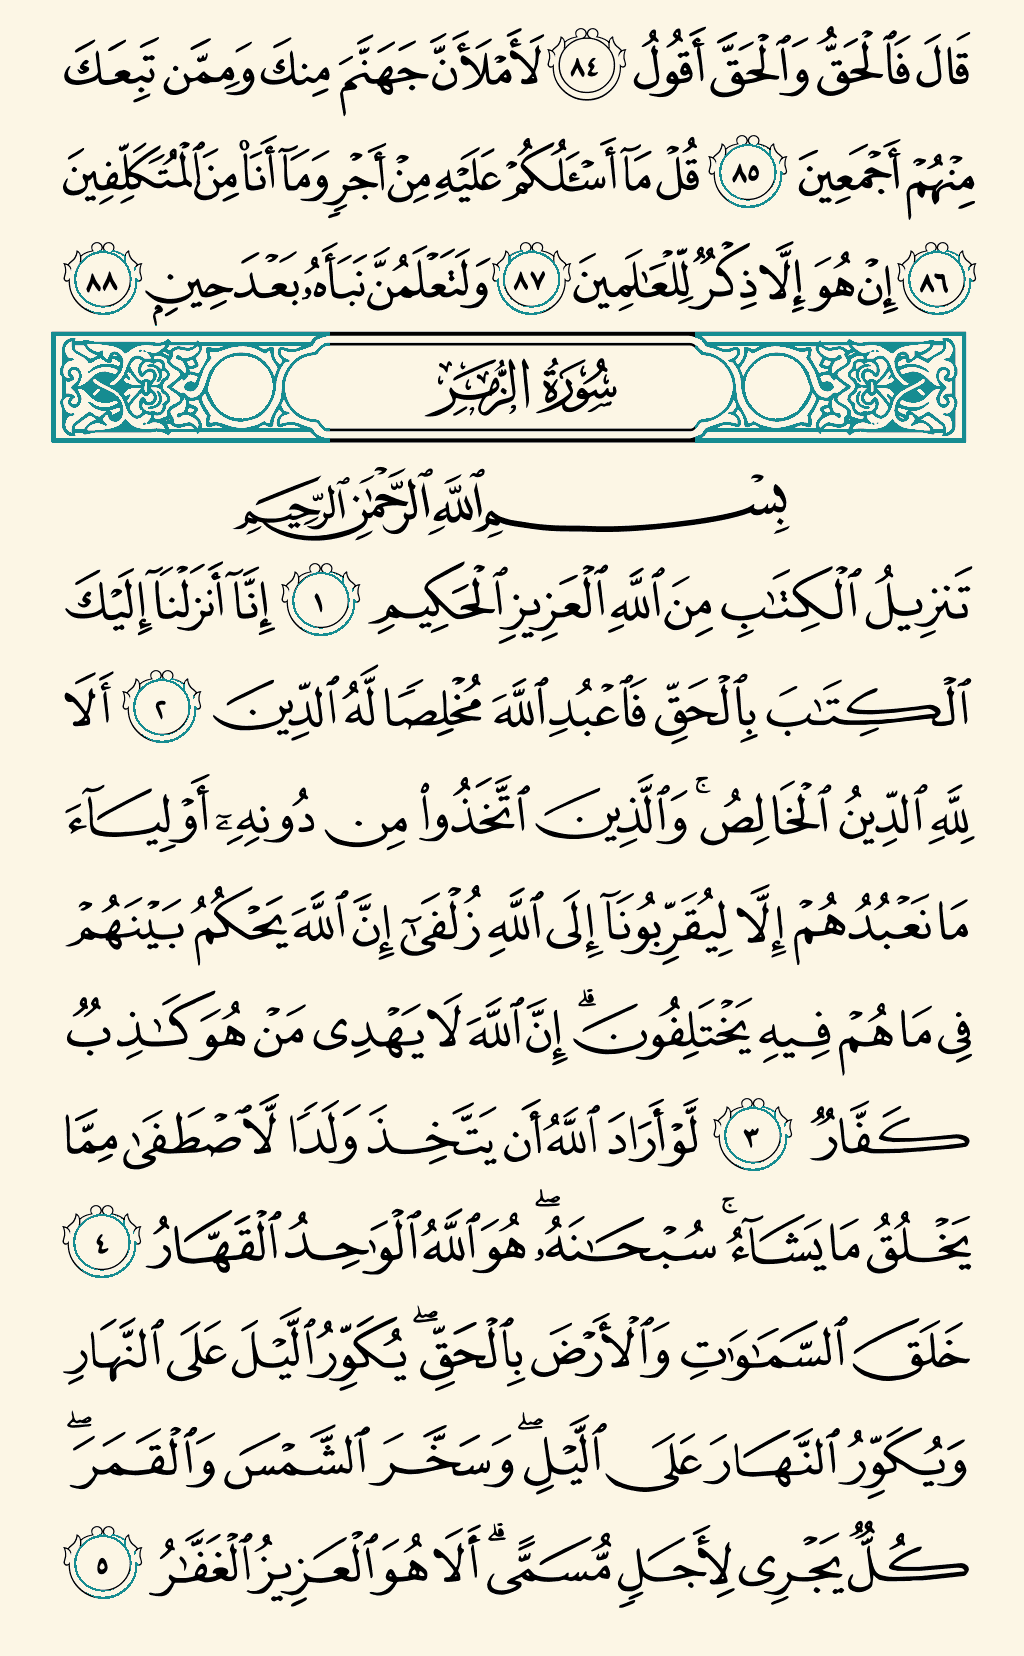 قَالَ فَٱلْحَقُّ وَٱلْحَقَّ أَقُولُ ٨٤ لَأَمْلَأَنَّ جَهَنَّمَ مِنكَ وَمِمَّن تَبِعَكَ
مِنْهُمْ أَجْمَعِينَ ٨٥ قُلْ مَآ أَسْـَٔلُكُمْ عَلَيْهِ مِنْ أَجْرٍ وَمَآ أَنَا۠ مِنَ ٱلْمُتَكَلِّفِينَ
٨٦ إِنْ هُوَ إِلَّا ذِكْرٌ لِّلْعَـٰلَمِينَ ٨٧ وَلَتَعْلَمُنَّ نَبَأَهُۥ بَعْدَ حِينٍۭ ٨٨
سُورَةُ الزُّمَرِ
بِسْمِ ٱللَّهِ ٱلرَّحْمَـٰنِ ٱلرَّحِيمِ
تَنزِيلُ ٱلْكِتَـٰبِ مِنَ ٱللَّهِ ٱلْعَزِيزِ ٱلْحَكِيمِ ١ إِنَّآ أَنزَلْنَآ إِلَيْكَ
ٱلْكِتَـٰبَ بِٱلْحَقِّ فَٱعْبُدِ ٱللَّهَ مُخْلِصًا لَّهُ ٱلدِّينَ ٢ أَلَا
لِلَّهِ ٱلدِّينُ ٱلْخَالِصُ ۚ وَٱلَّذِينَ ٱتَّخَذُوا۟ مِن دُونِهِۦٓ أَوْلِيَآءَ
مَا نَعْبُدُهُمْ إِلَّا لِيُقَرِّبُونَآ إِلَى ٱللَّهِ زُلْفَىٰٓ إِنَّ ٱللَّهَ يَحْكُمُ بَيْنَهُمْ
فِى مَا هُمْ فِيهِ يَخْتَلِفُونَ ۗ إِنَّ ٱللَّهَ لَا يَهْدِى مَنْ هُوَ كَـٰذِبٌ
كَفَّارٌ ٣ لَّوْ أَرَادَ ٱللَّهُ أَن يَتَّخِذَ وَلَدًا لَّٱصْطَفَىٰ مِمَّا
يَخْلُقُ مَا يَشَآءُ ۚ سُبْحَـٰنَهُۥ ۖ هُوَ ٱللَّهُ ٱلْوَٰحِدُ ٱلْقَهَّارُ ٤
خَلَقَ ٱلسَّمَـٰوَٰتِ وَٱلْأَرْضَ بِٱلْحَقِّ ۖ يُكَوِّرُ ٱلَّيْلَ عَلَى ٱلنَّهَارِ
وَيُكَوِّرُ ٱلنَّهَارَ عَلَى ٱلَّيْلِ ۖ وَسَخَّرَ ٱلشَّمْسَ وَٱلْقَمَرَ ۖ
كُلٌّ يَجْرِى لِأَجَلٍ مُّسَمًّى ۗ أَلَا هُوَ ٱلْعَزِيزُ ٱلْغَفَّـٰرُ ٥